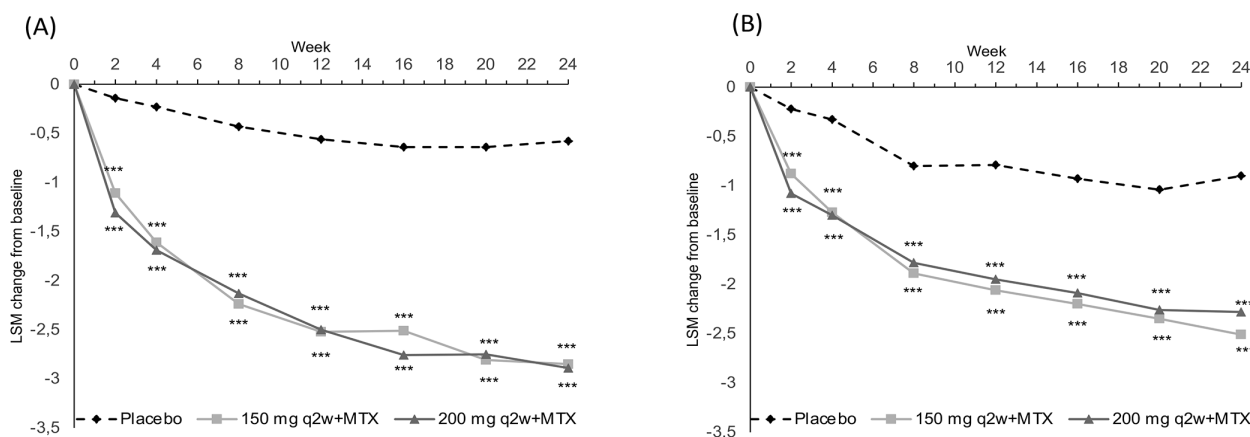 (A)
Week
0 2 4 6 8 10 12 14 16 18 20 22 24
0
-0,5
-1
-1,5
-2
-2,5
-3
-3,5
LSM change from baseline
*** *** *** *** *** *** ***
*** *** *** *** *** *** ***
Placebo 150 mg q2w+MTX 200 mg q2w+MTX
(B)
Week
0 2 4 6 8 10 12 14 16 18 20 22 24
0
-0,5
-1
-1,5
-2
-2,5
-3
-3.5
LSM change from baseline
*** *** *** *** *** *** ***
*** *** *** *** *** *** ***
Placebo 150 mg q2w+MTX 200 mg q2w+MTX